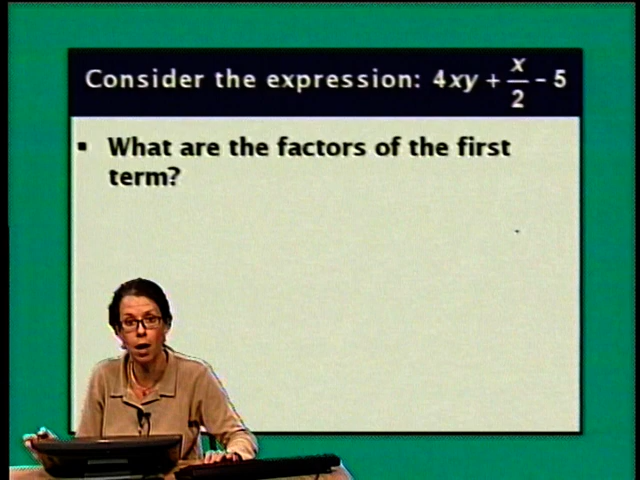 Consider the expression: 4xy + x/2 - 5
▪ What are the factors of the first
term?